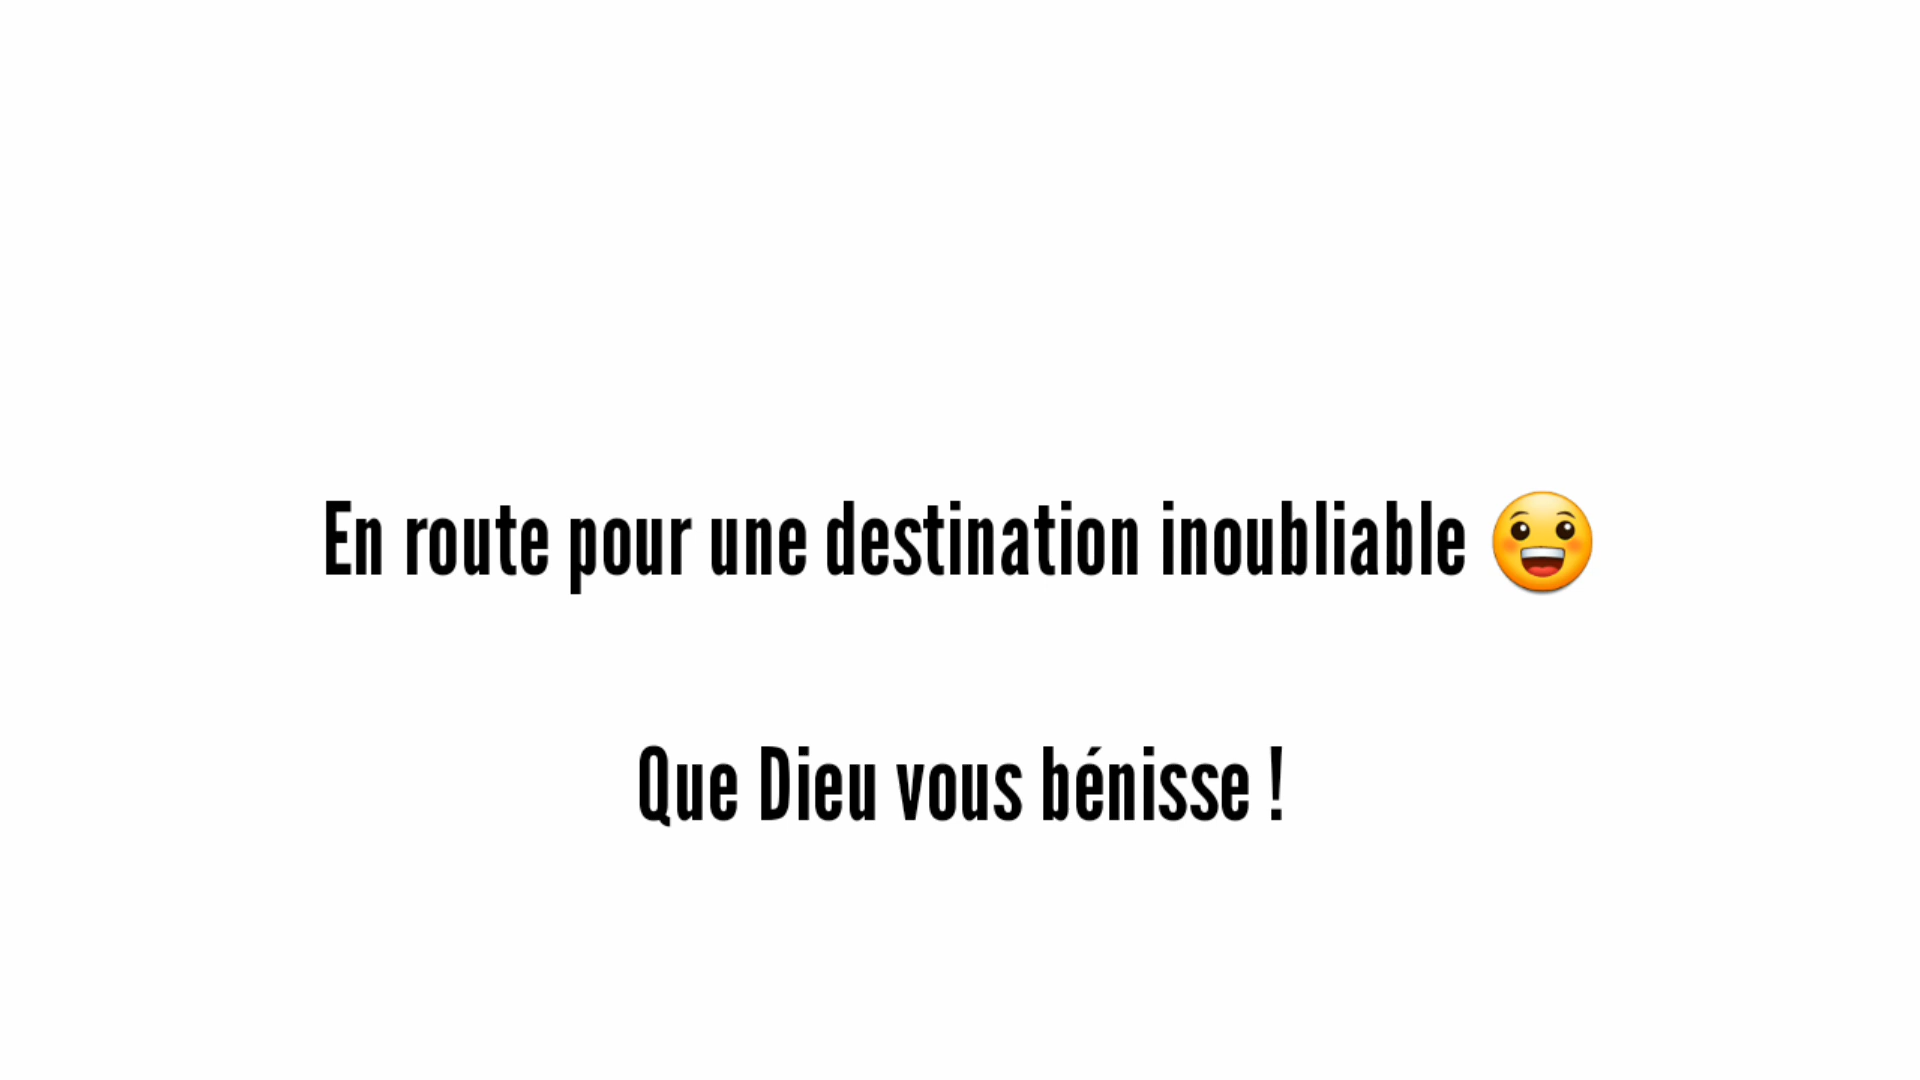 En route pour une destination inoubliable 😀
Que Dieu vous bénisse !